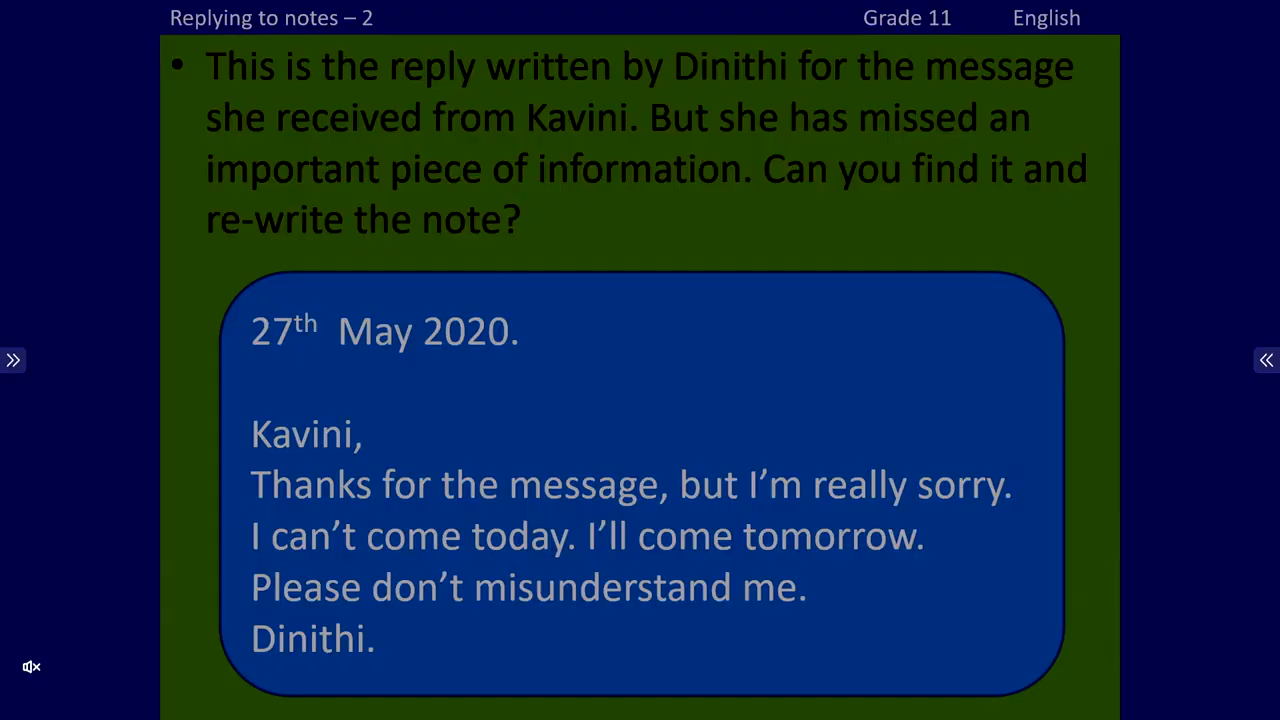 Replying to notes – 2 Grade 11 English
• This is the reply written by Dinithi for the message
she received from Kavini. But she has missed an
important piece of information. Can you find it and
re-write the note?
27th May 2020.
Kavini,
Thanks for the message, but I’m really sorry.
I can’t come today. I’ll come tomorrow.
Please don’t misunderstand me.
Dinithi.